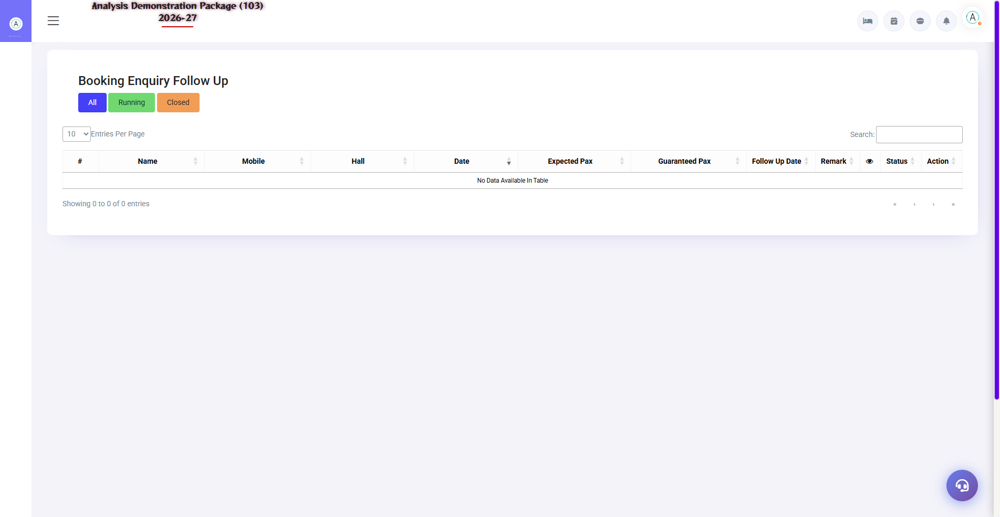 A
Analysis Demonstration Package (103)
2026-27
A
Booking Enquiry Follow Up
All Running Closed
10 Entries Per Page
Search:
# Name Mobile Hall Date Expected Pax Guaranteed Pax Follow Up Date Remark Status Action
No Data Available In Table
Showing 0 to 0 of 0 entries
« ‹ › »